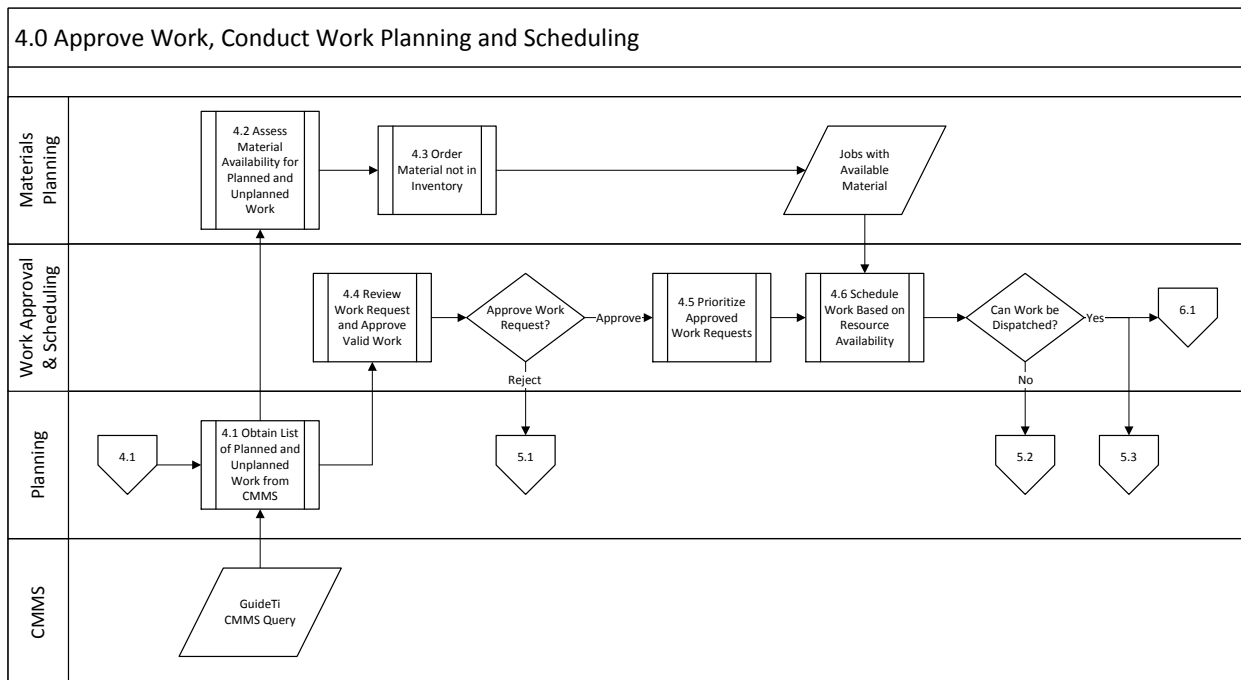 4.0 Approve Work, Conduct Work Planning and Scheduling
Materials
Planning
4.2 Assess
Material
Availability for
Planned and
Unplanned
Work
4.3 Order
Material not in
Inventory
Jobs with
Available
Material
Work Approval
& Scheduling
4.4 Review
Work Request
and Approve
Valid Work
Approve Work
Request?
Approve
Reject
4.5 Prioritize
Approved
Work Requests
4.6 Schedule
Work Based on
Resource
Availability
Can Work be
Dispatched?
Yes
No
6.1
Planning
4.1
4.1 Obtain List
of Planned and
Unplanned
Work from
CMMS
5.1
5.2
5.3
CMMS
GuideTi
CMMS Query